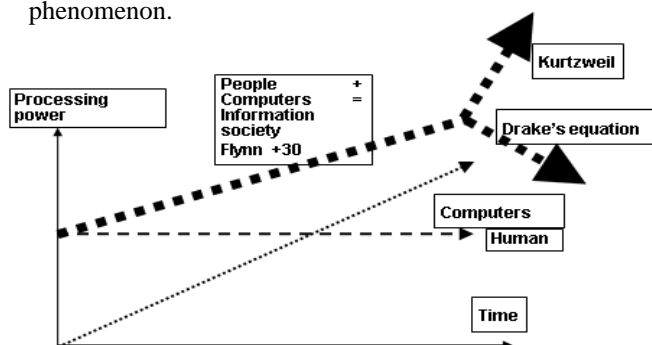 phenomenon.
Kurtzweil
People +
Computers =
Information
society
Flynn +30
Processing
power
Drake's equation
Computers
Human
Time